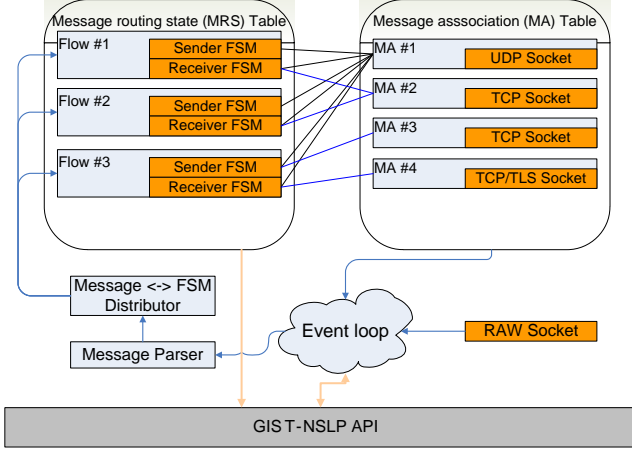 Message routing state (MRS) Table
Flow #1
Sender FSM
Receiver FSM
Flow #2
Sender FSM
Receiver FSM
Flow #3
Sender FSM
Receiver FSM
Message asssociation (MA) Table
MA #1
UDP Socket
MA #2
TCP Socket
MA #3
TCP Socket
MA #4
TCP/TLS Socket
Message <-> FSM
Distributor
Message Parser
Event loop
RAW Socket
GIST-NSLP API